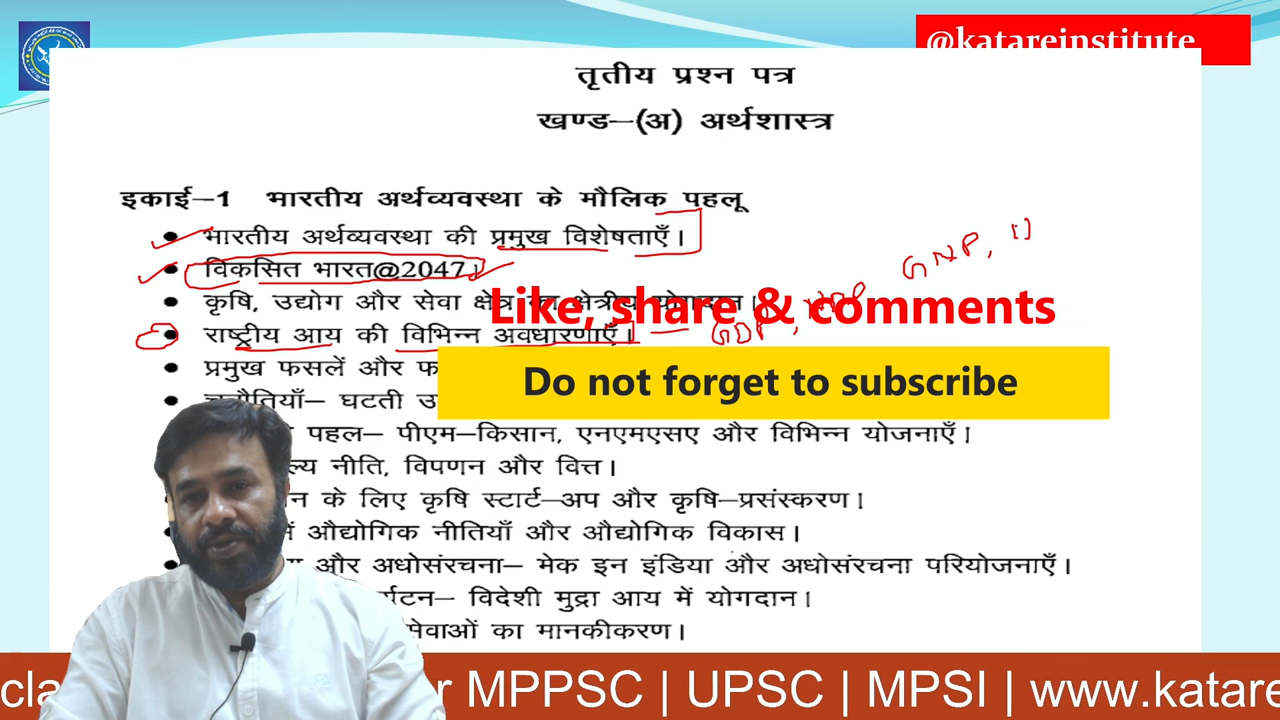 @katareinstitute
तृतीय प्रश्न पत्र
खण्ड–(अ) अर्थशास्त्र
इकाई–1 भारतीय अर्थव्यवस्था के मौलिक पहलू
• भारतीय अर्थव्यवस्था की प्रमुख विशेषताएँ।
• विकसित भारत@2047।
GNP,
• कृषि, उद्योग और सेवा क्षेत्र का क्षेत्रीय योगदान।
Like, share & comments
• राष्ट्रीय आय की विभिन्न अवधारणाएँ।
GDP, NDP
• प्रमुख फसलें और
Do not forget to subscribe
• चुनौतियाँ– घटती
पहल– पीएम–किसान, एनएमएसए और विभिन्न योजनाएँ।
नीति, विपणन और वित्त।
के लिए कृषि स्टार्ट–अप और कृषि–प्रसंस्करण।
में औद्योगिक नीतियाँ और औद्योगिक विकास।
और अधोसंरचना– मेक इन इंडिया और अधोसंरचना परियोजनाएँ।
विदेशी मुद्रा आय में योगदान।
सेवाओं का मानकीकरण।
MPPSC | UPSC | MPSI | www.katare